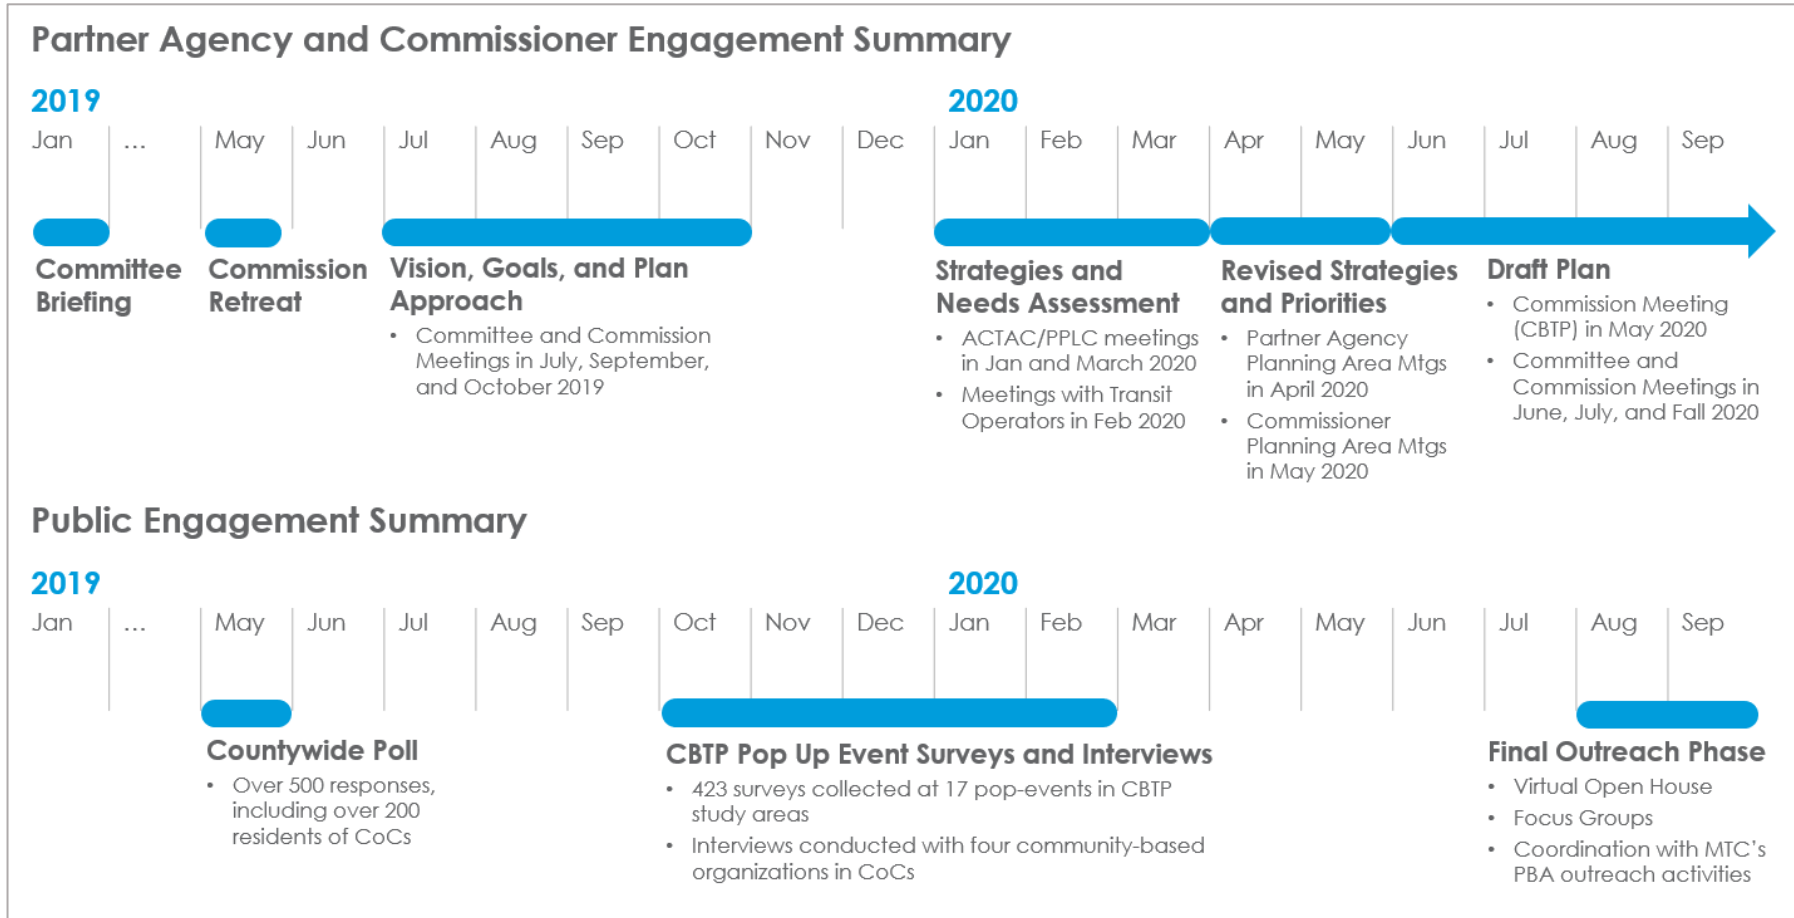 Partner Agency and Commissioner Engagement Summary
2019
2020
Jan
...
May
Jun
Jul
Aug
Sep
Oct
Nov
Dec
Jan
Feb
Mar
Apr
May
Jun
Jul
Aug
Sep
Committee
Briefing
Commission
Retreat
Vision, Goals, and Plan
Approach
• Committee and Commission
Meetings in July, September,
and October 2019
Strategies and
Needs Assessment
• ACTAC/PPLC meetings
in Jan and March 2020
• Meetings with Transit
Operators in Feb 2020
Revised Strategies
and Priorities
• Partner Agency
Planning Area Mtgs
in April 2020
• Commissioner
Planning Area Mtgs
in May 2020
Draft Plan
• Commission Meeting
(CBTP) in May 2020
• Committee and
Commission Meetings in
June, July, and Fall 2020
Public Engagement Summary
2019
2020
Jan
...
May
Jun
Jul
Aug
Sep
Oct
Nov
Dec
Jan
Feb
Mar
Apr
May
Jun
Jul
Aug
Sep
Countywide Poll
• Over 500 responses,
including over 200
residents of CoCs
CBTP Pop Up Event Surveys and Interviews
• 423 surveys collected at 17 pop-events in CBTP
study areas
• Interviews conducted with four community-based
organizations in CoCs
Final Outreach Phase
• Virtual Open House
• Focus Groups
• Coordination with MTC's
PBA outreach activities